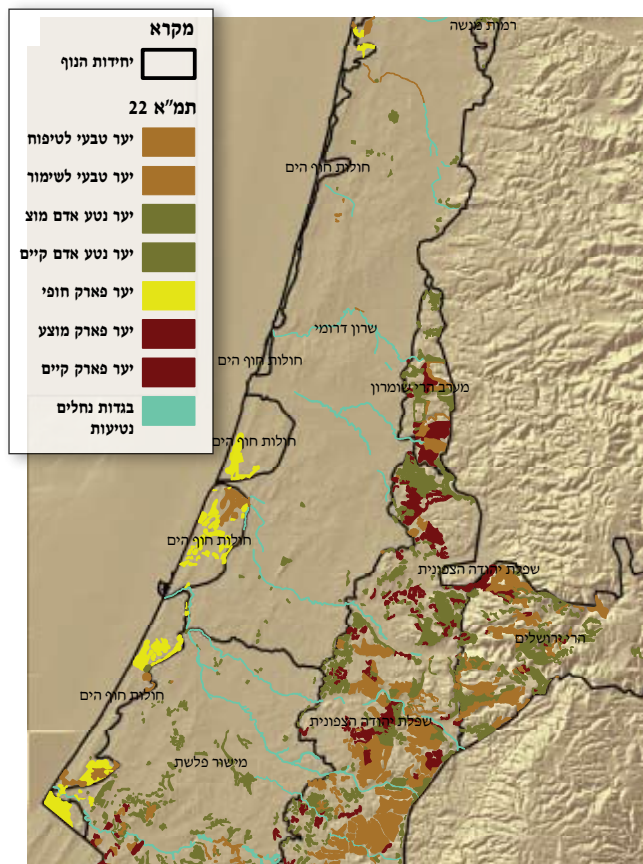 מקרא
יחידות הנוף
תמ"א 22
יער טבעי לטיפוח
יער טבעי לשימור
יער נטע אדם מוצ
יער נטע אדם קיים
יער פארק חופי
יער פארק מוצע
יער פארק קיים
בגדות נחלים
נטיעות
רמות מנשה
חולות חוף הים
שרון דרומי
חולות חוף הים
מערב הרי שומרון
חולות חוף הים
חולות חוף הים
שפלת יהודה הצפונית
הרי ירושלים
חולות חוף הים
שפלת יהודה הצפונית
מישור פלשת